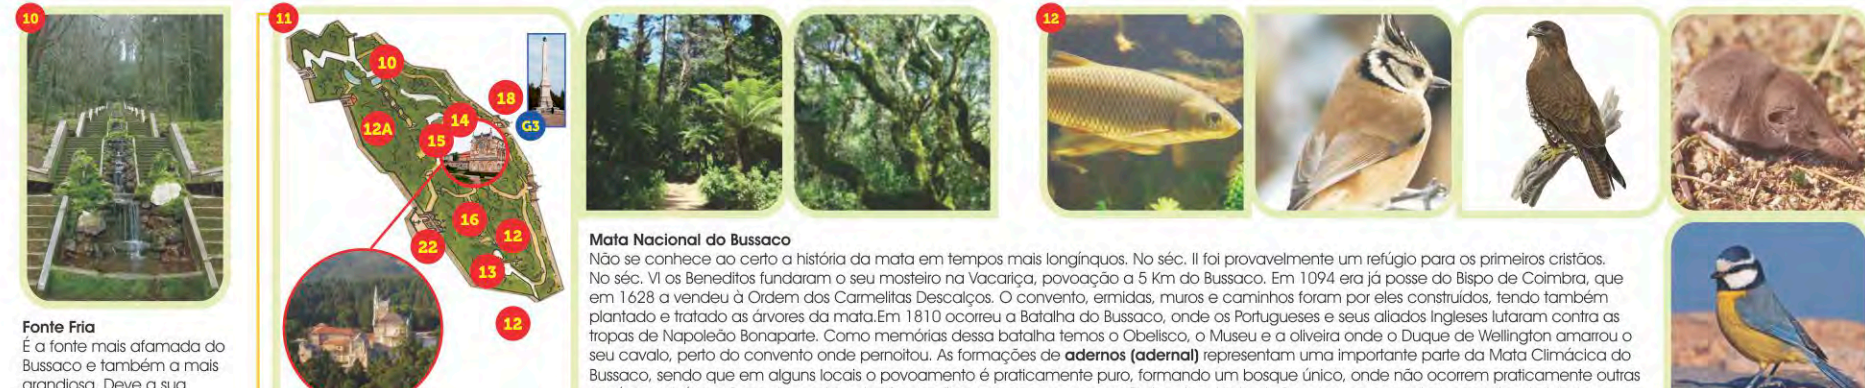 10
11
10
18
G3
14
12A
15
16
12
22
13
12
12
Fonte Fria
É a fonte mais afamada do
Bussaco e também a mais
grandiosa. Deve a sua
Mata Nacional do Bussaco
Não se conhece ao certo a história da mata em tempos mais longínquos. No séc. II foi provavelmente um refúgio para os primeiros cristãos.
No séc. VI os Beneditos fundaram o seu mosteiro na Vacariça, povoação a 5 Km do Bussaco. Em 1094 era já posse do Bispo de Coimbra, que
em 1628 a vendeu à Ordem dos Carmelitas Descalços. O convento, ermidas, muros e caminhos foram por eles construídos, tendo também
plantado e tratado as árvores da mata.Em 1810 ocorreu a Batalha do Bussaco, onde os Portugueses e seus aliados Ingleses lutaram contra as
tropas de Napoleão Bonaparte. Como memórias dessa batalha temos o Obelisco, o Museu e a oliveira onde o Duque de Wellington amarrou o
seu cavalo, perto do convento onde pernoitou. As formações de adernos (adernal) representam uma importante parte da Mata Climácica do
Bussaco, sendo que em alguns locais o povoamento é praticamente puro, formando um bosque único, onde não ocorrem praticamente outras